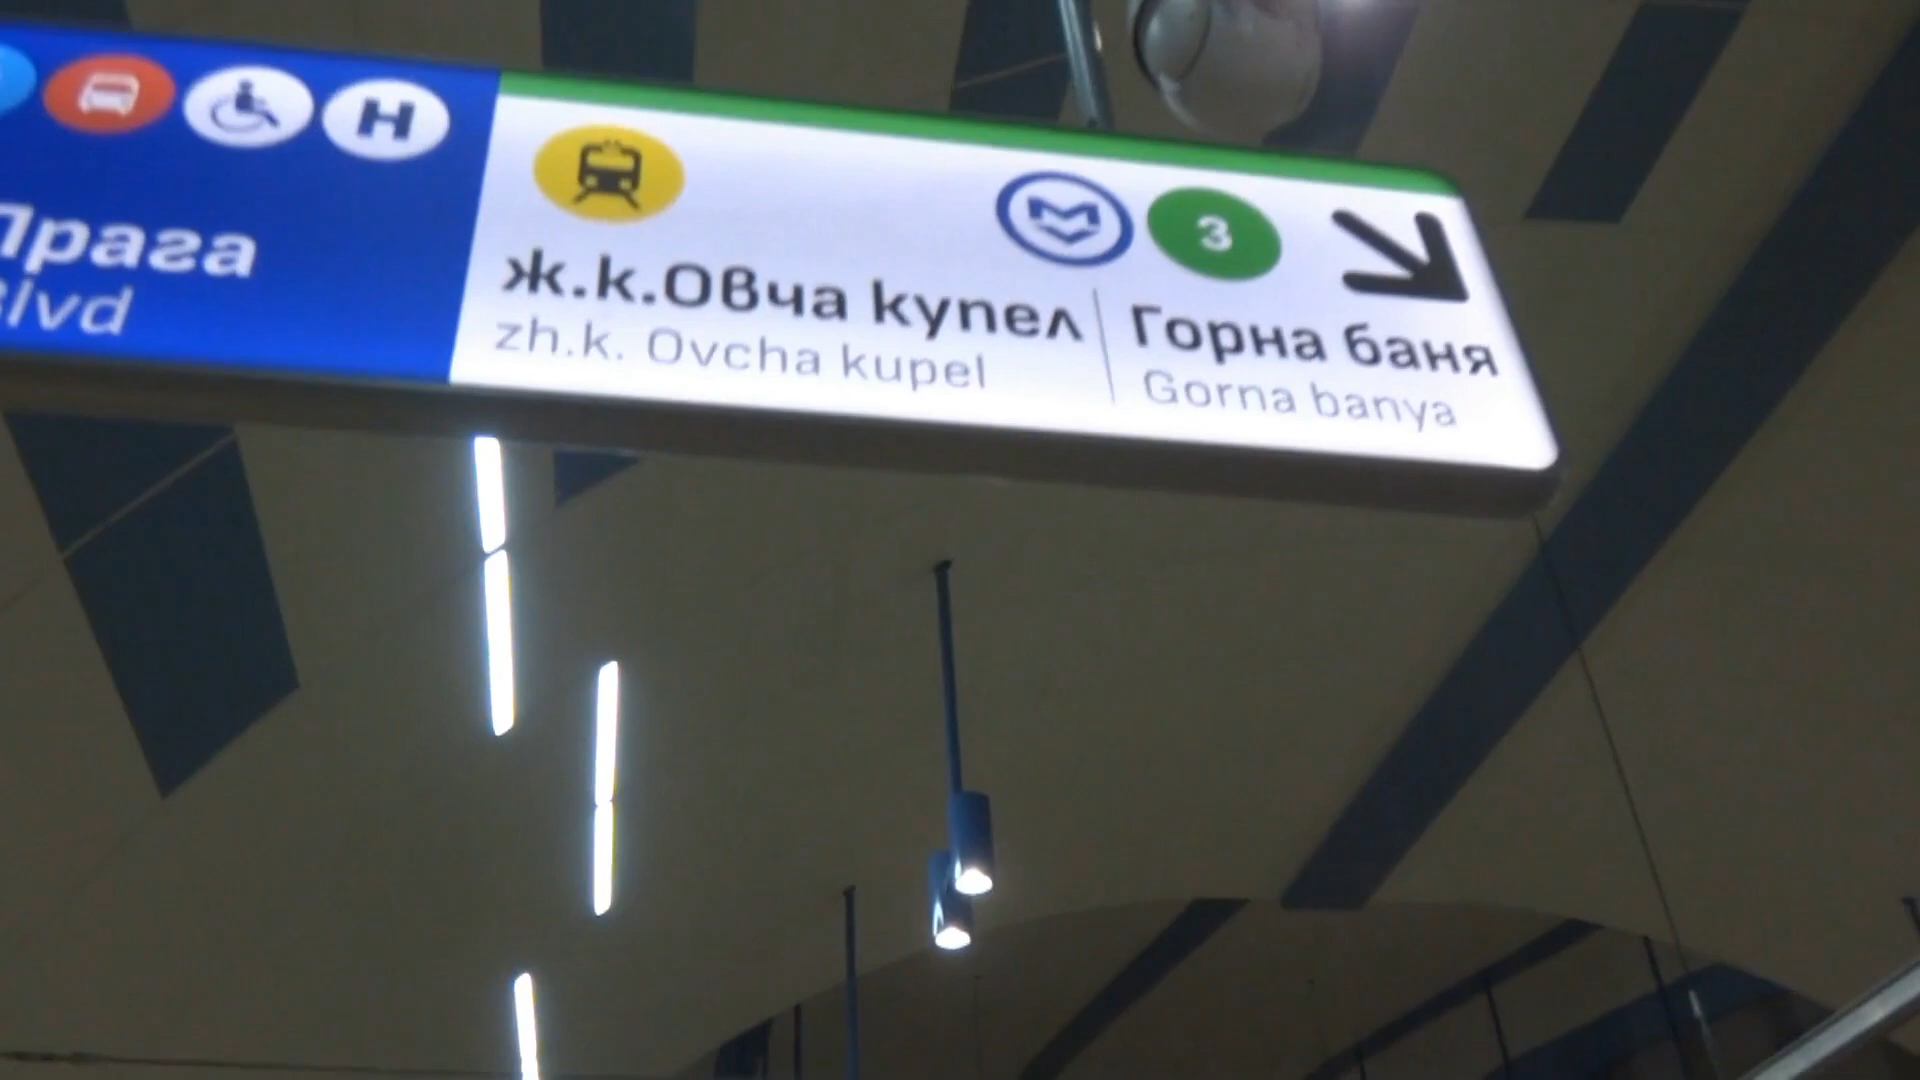 H
Прага
Blvd
3
ж.к.Овча купел
zh.k. Ovcha kupel
Горна баня
Gorna banya